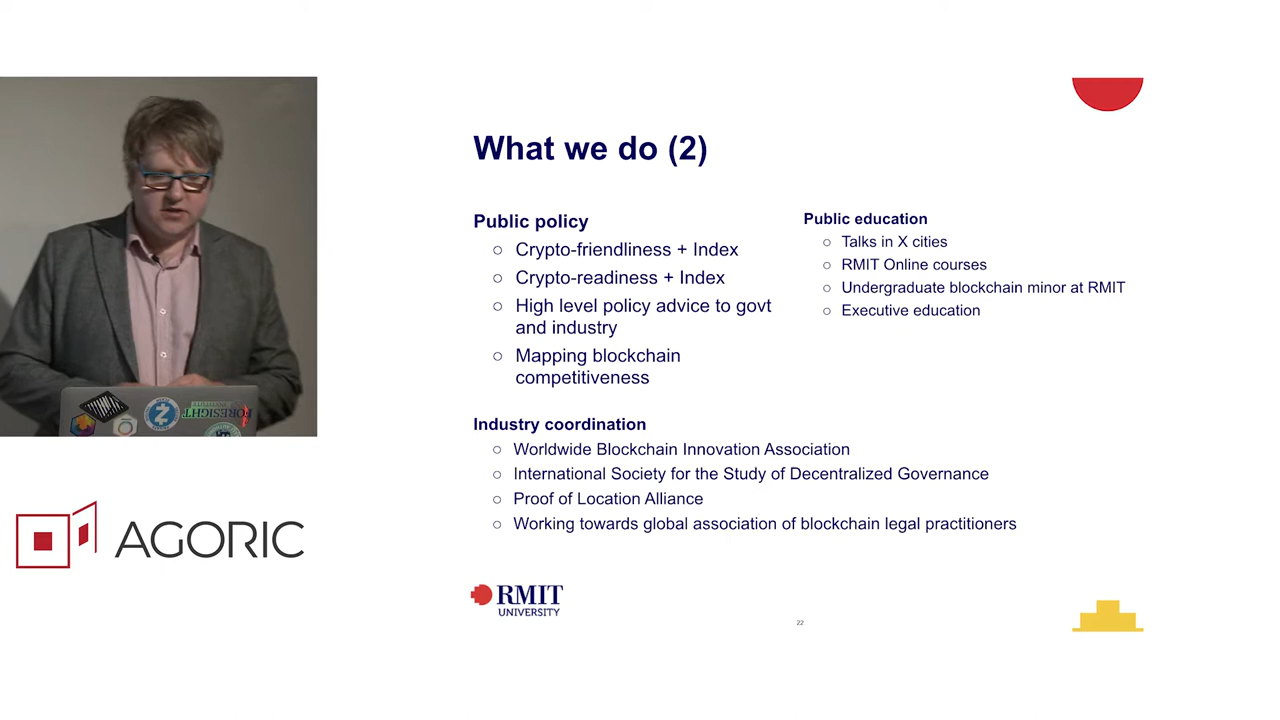 What we do (2)
Public policy
○ Crypto-friendliness + Index
○ Crypto-readiness + Index
○ High level policy advice to govt
and industry
○ Mapping blockchain
competitiveness
Public education
○ Talks in X cities
○ RMIT Online courses
○ Undergraduate blockchain minor at RMIT
○ Executive education
Industry coordination
○ Worldwide Blockchain Innovation Association
○ International Society for the Study of Decentralized Governance
○ Proof of Location Alliance
○ Working towards global association of blockchain legal practitioners
FORESIGHT
AGORIC
RMIT
UNIVERSITY
22